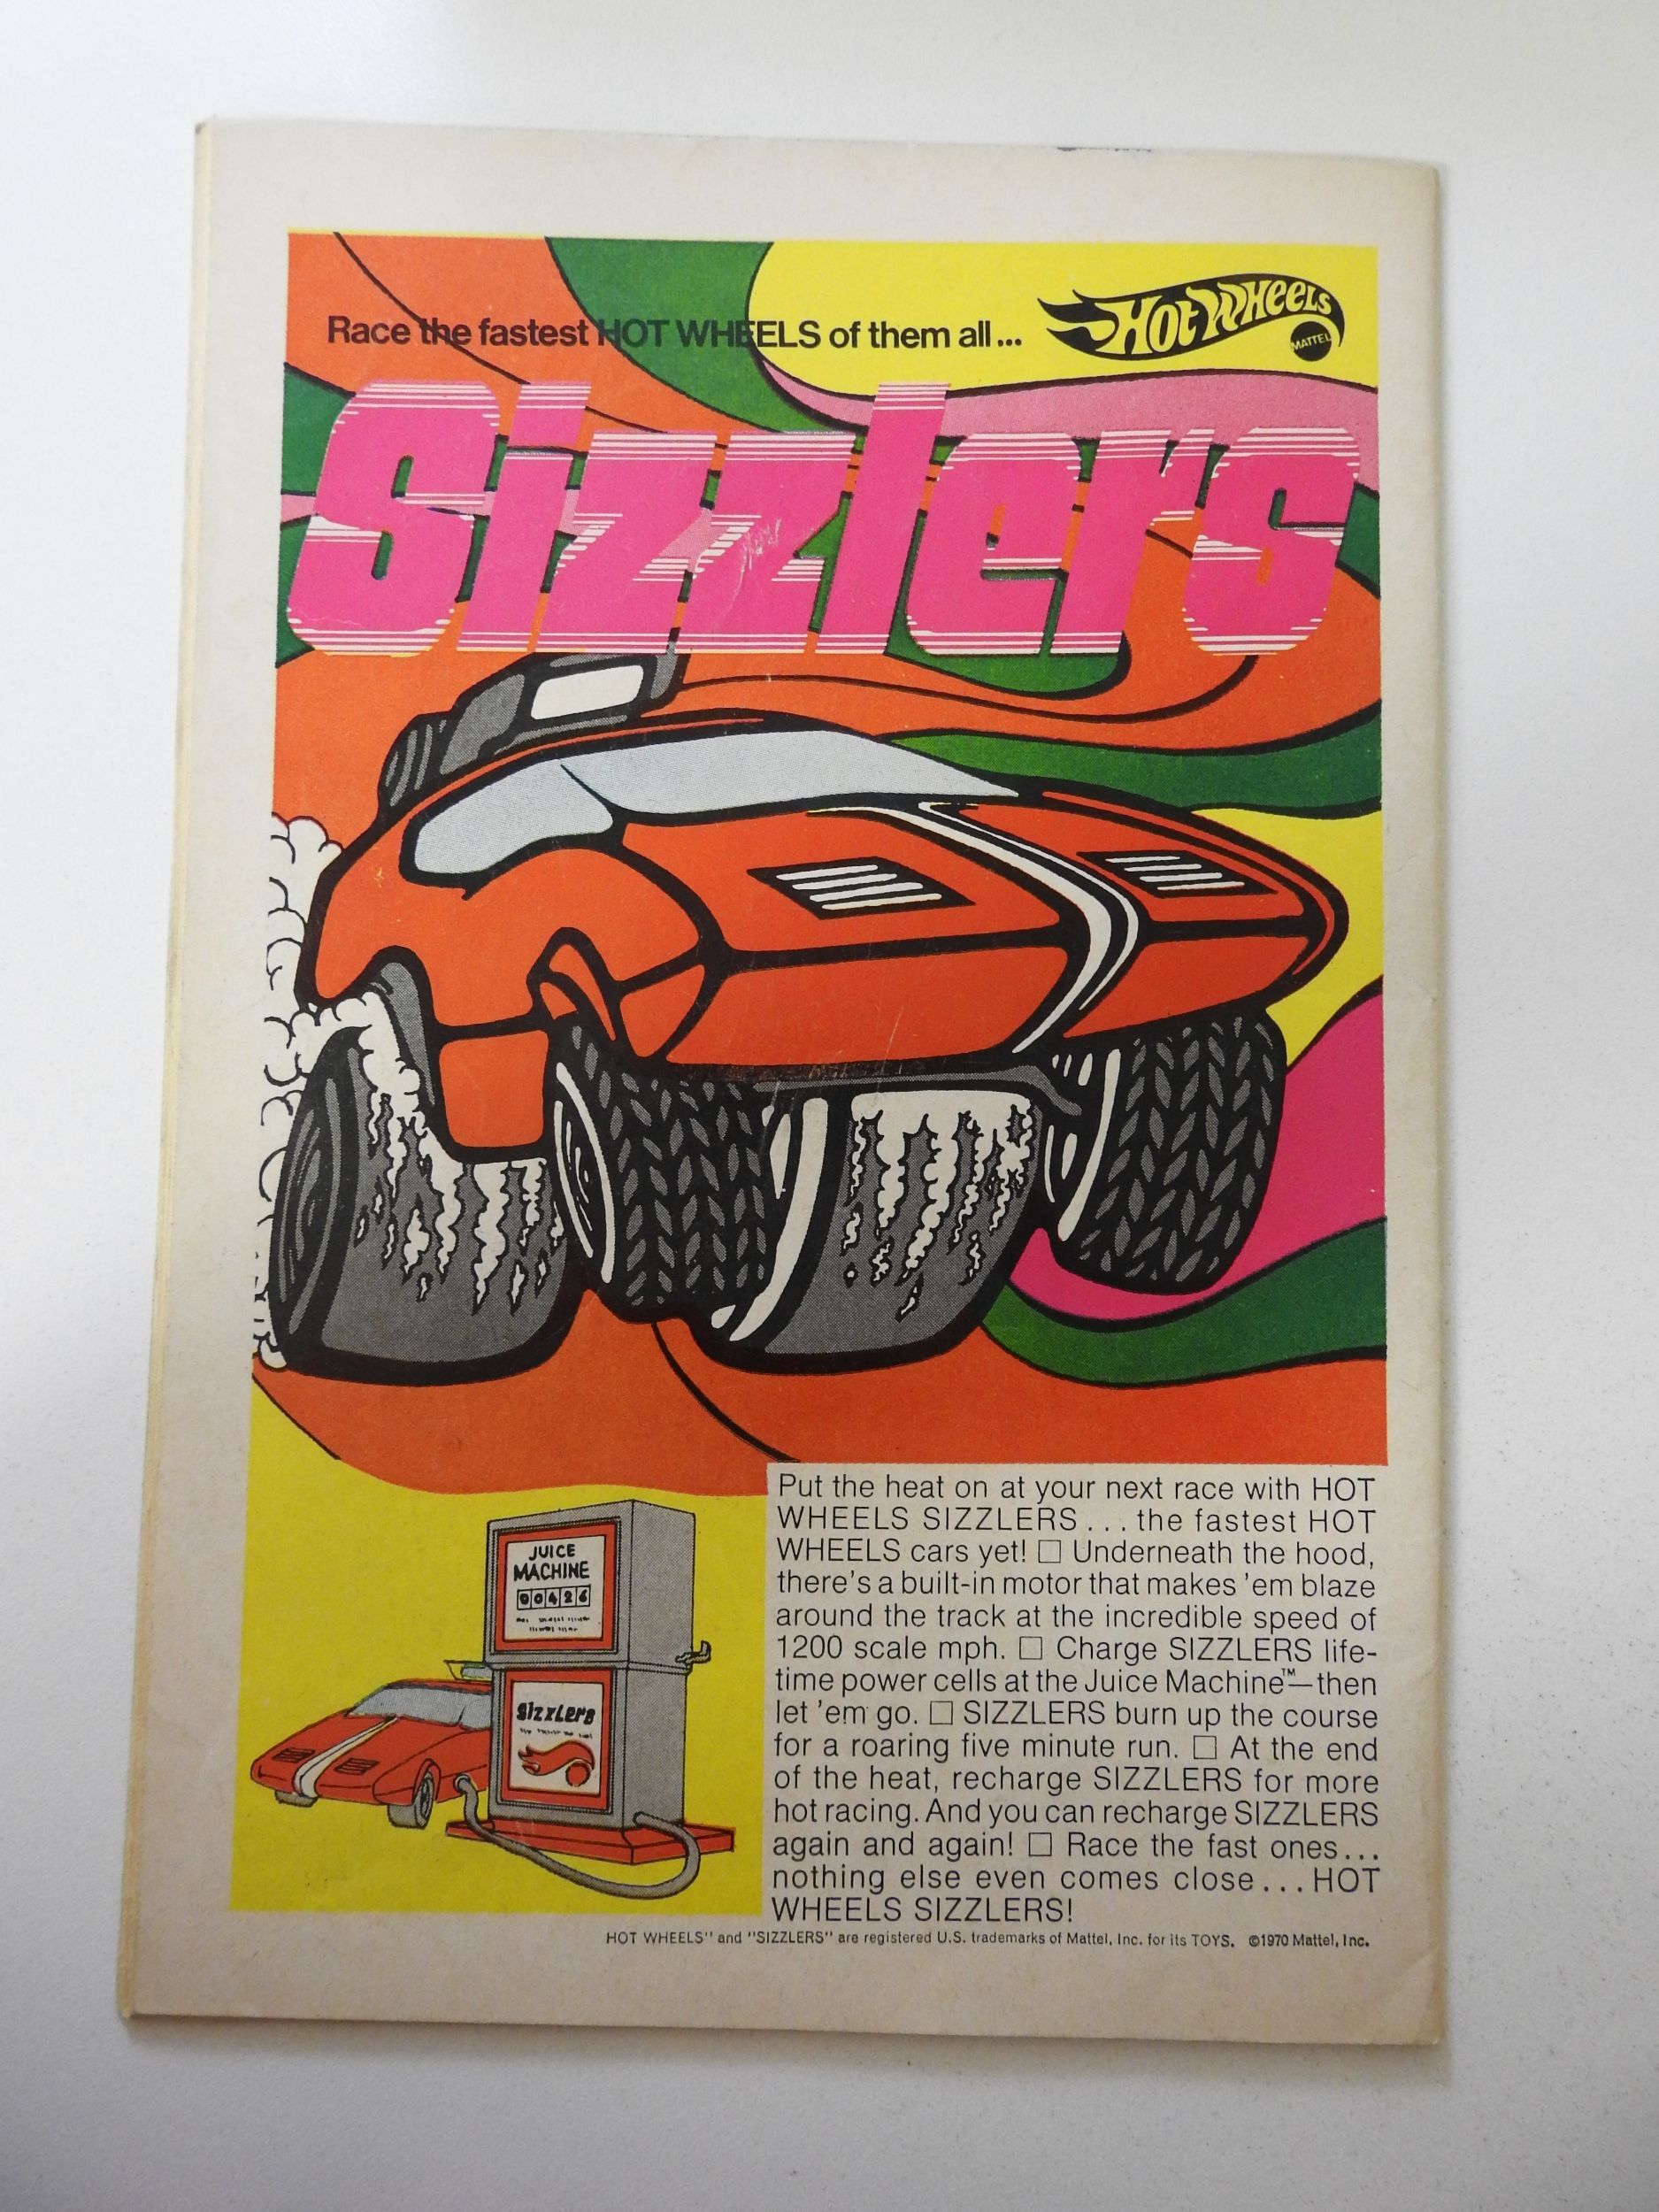 Race the fastest HOT WHEELS of them all...
Hot Wheels
MATTEL
Sizzlers
Put the heat on at your next race with HOT
WHEELS SIZZLERS... the fastest HOT
WHEELS cars yet! □ Underneath the hood,
there's a built-in motor that makes 'em blaze
around the track at the incredible speed of
1200 scale mph. □ Charge SIZZLERS life-
time power cells at the Juice Machine™—then
let 'em go. □ SIZZLERS burn up the course
for a roaring five minute run. □ At the end
of the heat, recharge SIZZLERS for more
hot racing. And you can recharge SIZZLERS
again and again! □ Race the fast ones...
nothing else even comes close...HOT
WHEELS SIZZLERS!
JUICE
MACHINE
00426
Sizzlers
HOT WHEELS" and "SIZZLERS" are registered U.S. trademarks of Mattel, Inc. for its TOYS. ©1970 Mattel, Inc.